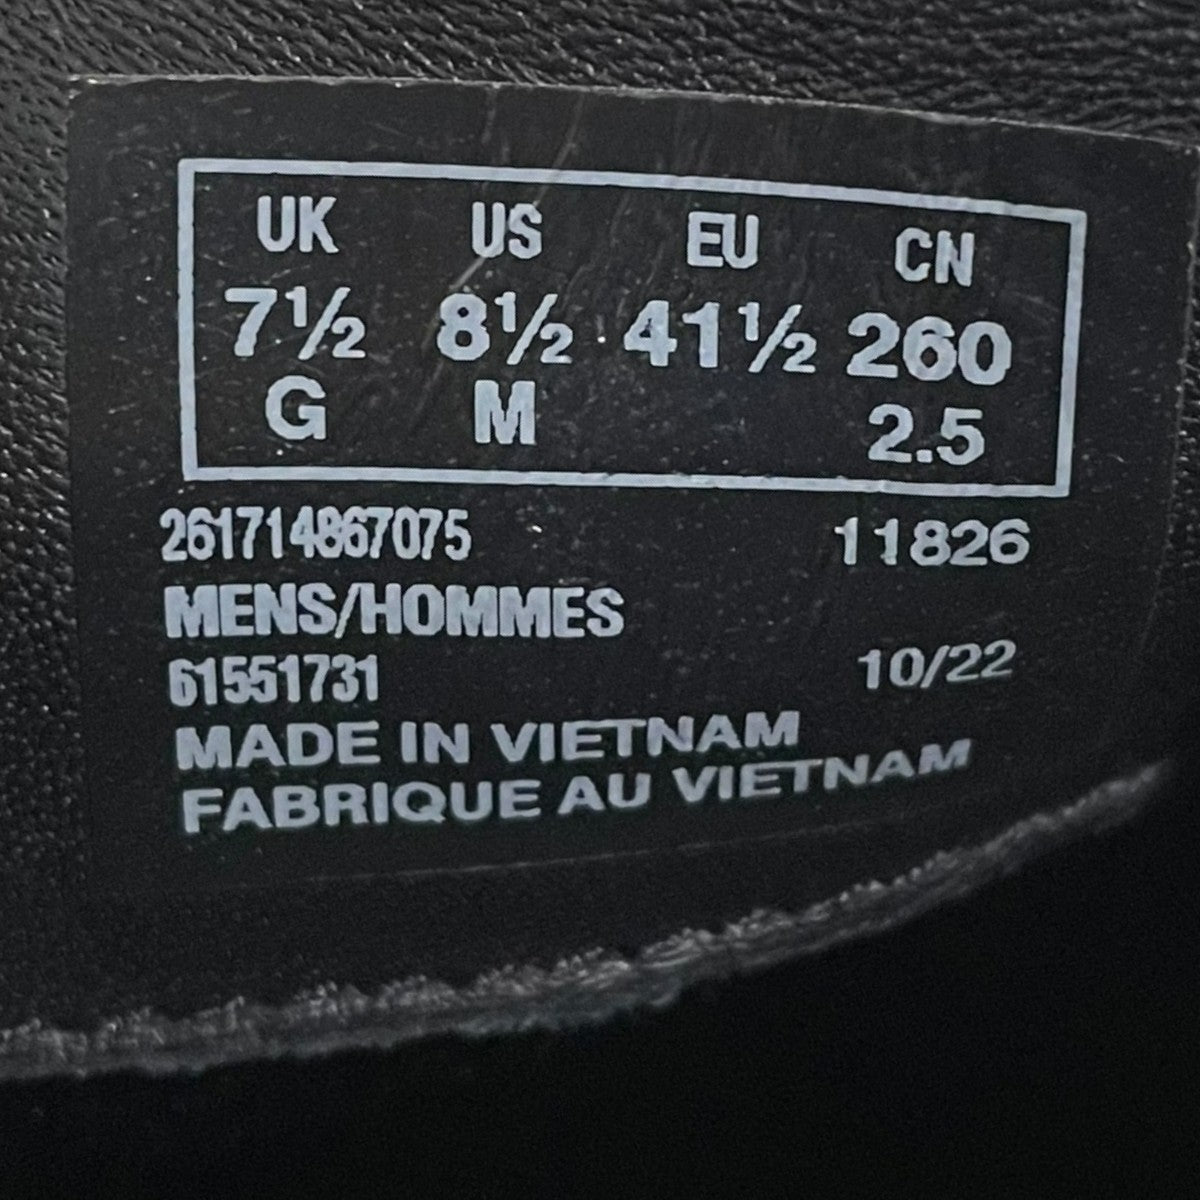 UK US EU CN
7½ 8½ 41½ 260
G M 2.5
261714867075 11826
MENS/HOMMES
61551731 10/22
MADE IN VIETNAM
FABRIQUE AU VIETNAM